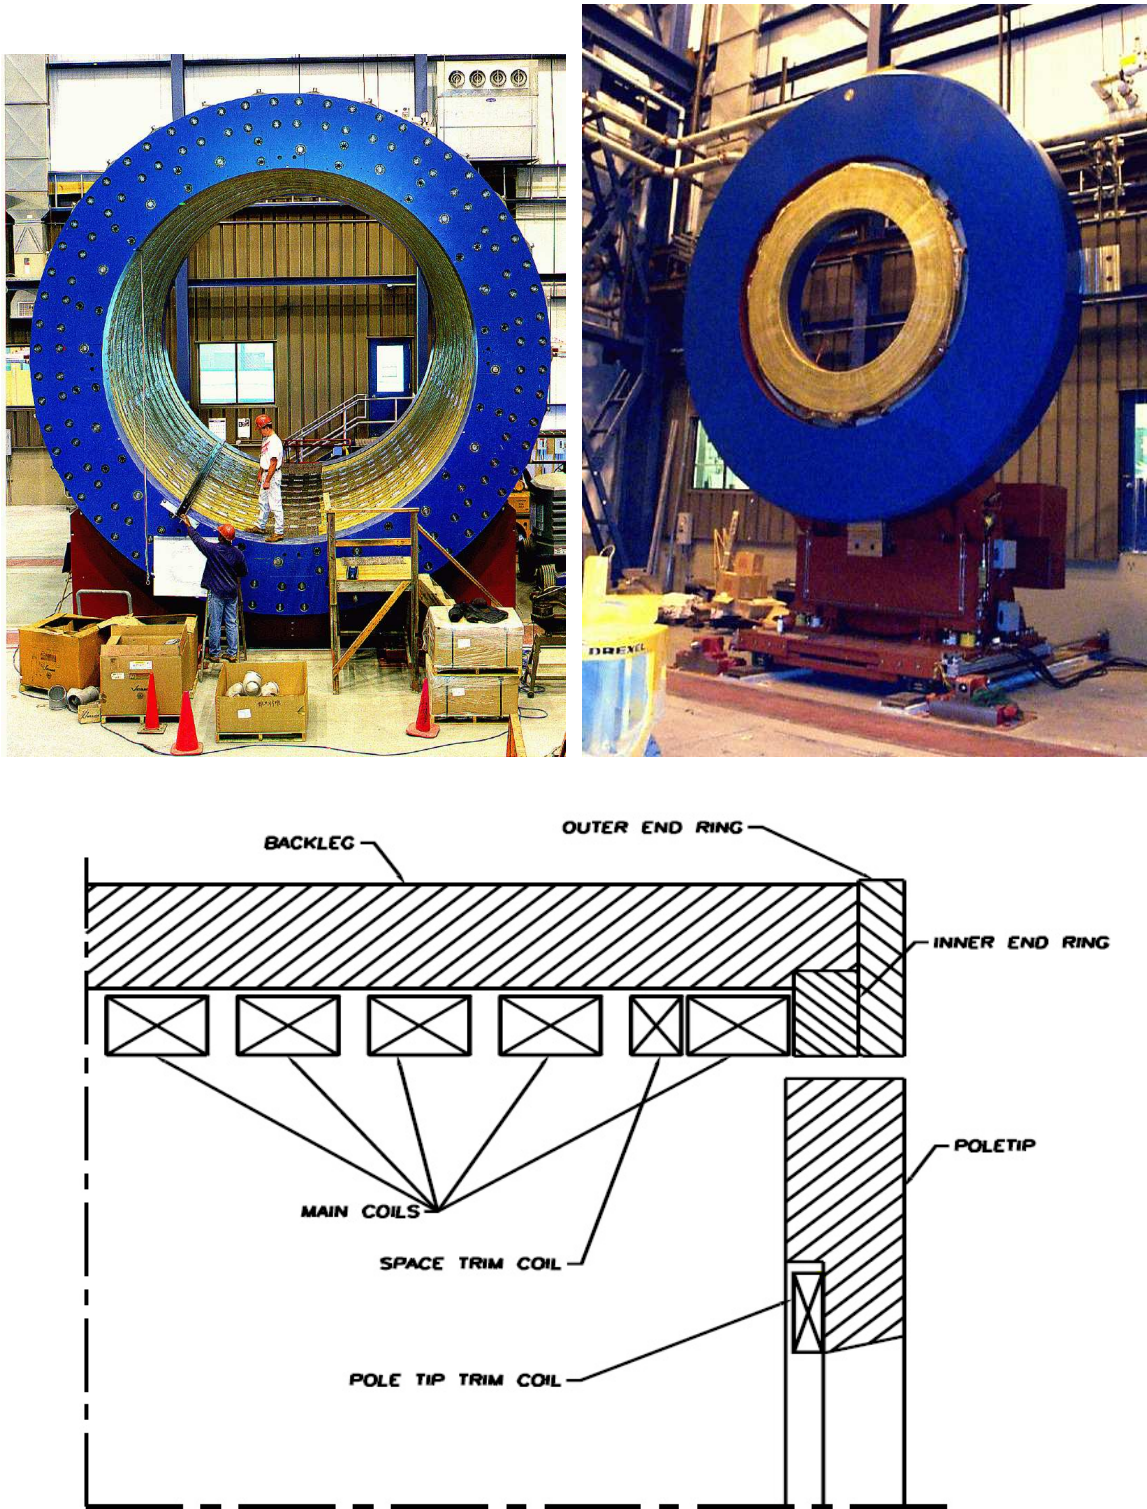 DREXEL
OUTER END RING
BACKLEG
INNER END RING
POLETIP
MAIN COILS
SPACE TRIM COIL
POLE TIP TRIM COIL